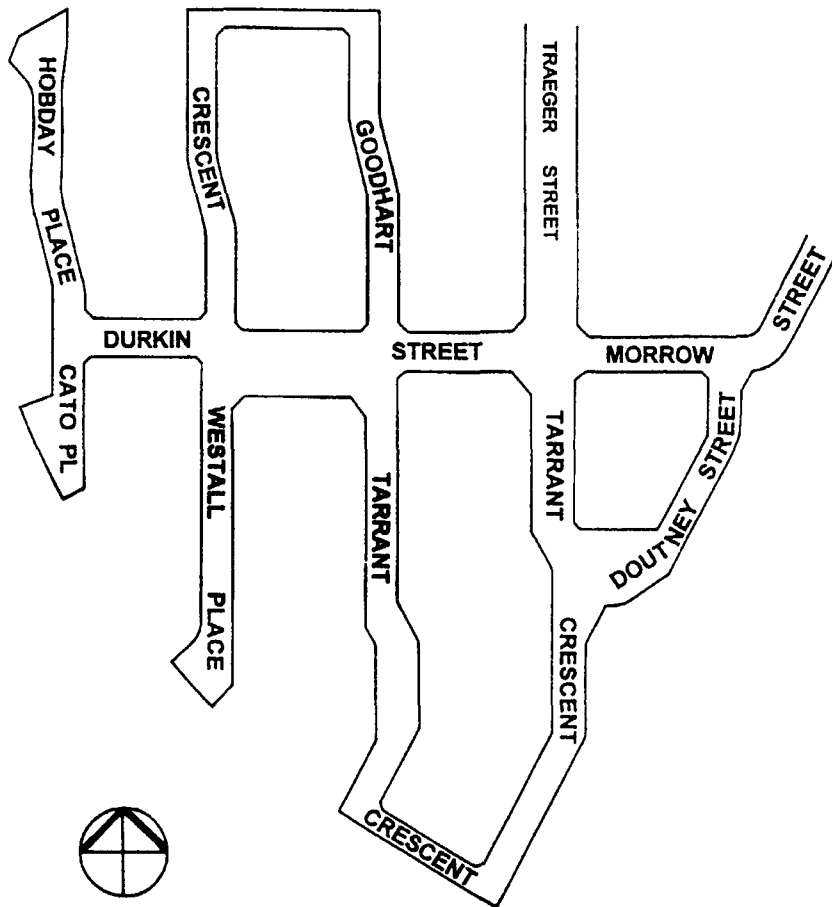 HOBDAY PLACE
CRESCENT
GOODHART
TRAEGER STREET
STREET
DURKIN STREET
MORROW
CATO PL
WESTALL PLACE
TARRANT
TARRANT
DOUTNEY STREET
CRESCENT
CRESCENT